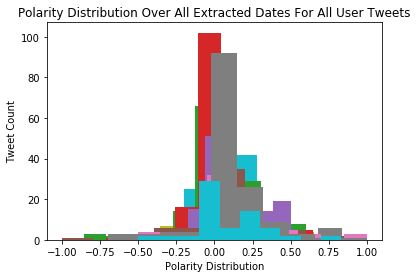 Polarity Distribution Over All Extracted Dates For All User Tweets
100
80
60
40
20
0
Tweet Count
−1.00 −0.75 −0.50 −0.25 0.00 0.25 0.50 0.75 1.00
Polarity Distribution